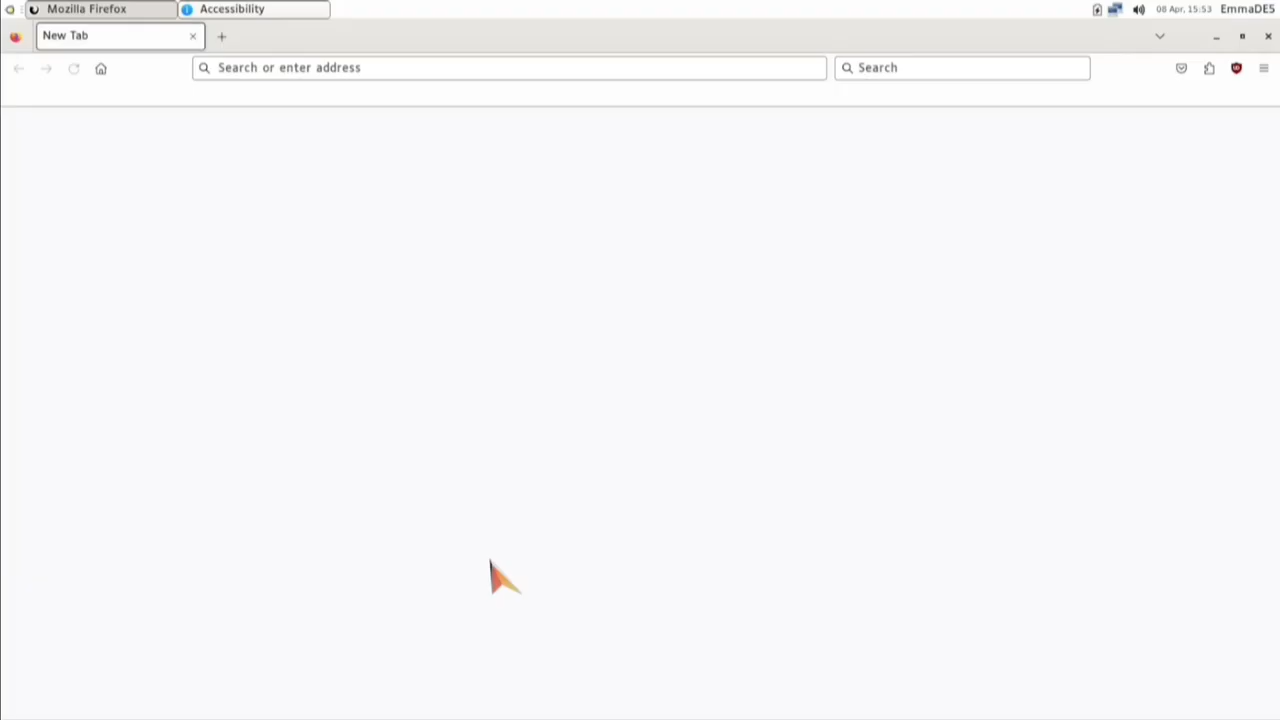 Mozilla Firefox
Accessibility
08 Apr, 15:53
EmmaDE5
New Tab
Search or enter address
Search